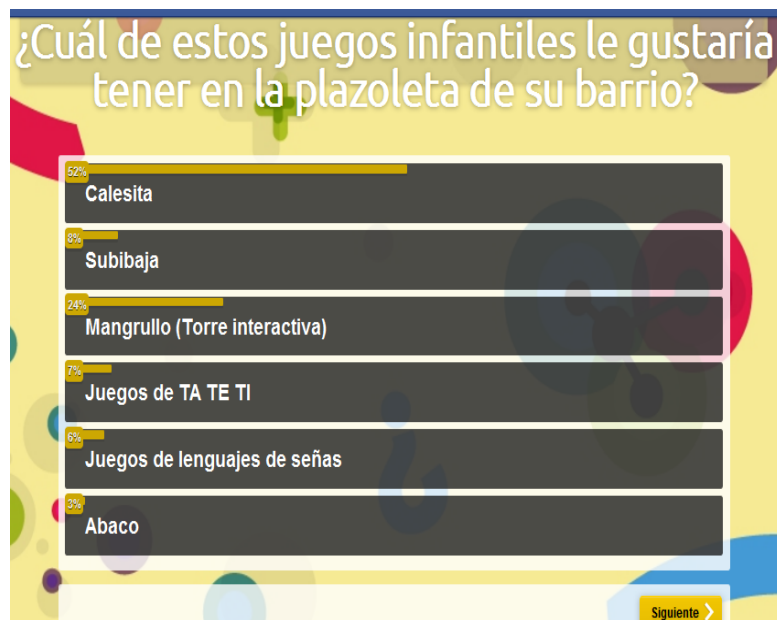 ¿Cuál de estos juegos infantiles le gustaría
tener en la plazoleta de su barrio?
52%
Calesita
8%
Subibaja
24%
Mangrullo (Torre interactiva)
7%
Juegos de TA TE TI
6%
Juegos de lenguajes de señas
3%
Abaco
Siguiente